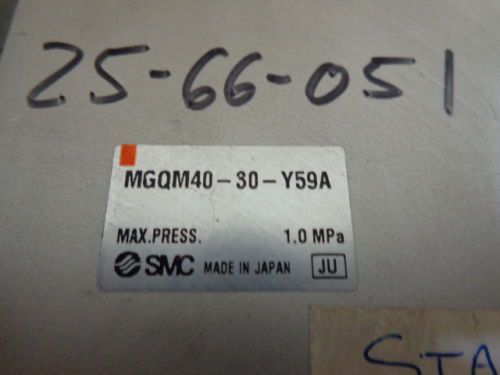 25-66-051
MGQM40-30-Y59A
MAX.PRESS. 1.0 MPa
SMC MADE IN JAPAN JU